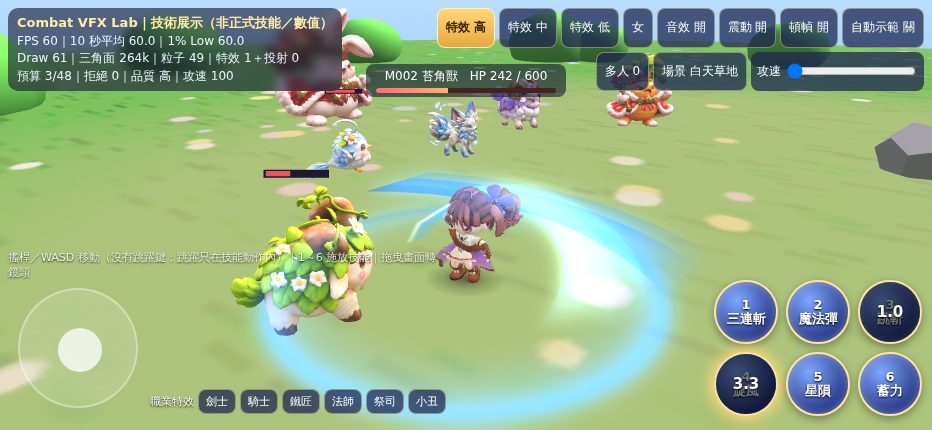 Combat VFX Lab｜技術展示（非正式技能／數值）
FPS 60｜10 秒平均 60.0｜1% Low 60.0
Draw 61｜三角面 264k｜粒子 49｜特效 1＋投射 0
預算 3/48｜拒絕 0｜品質 高｜攻速 100
特效 高
特效 中
特效 低
女
音效 開
震動 開
頓幀 開
自動示範 關
多人 0
場景 白天草地
攻速
M002 苔角獸 HP 242 / 600
搖桿／WASD 移動（沒有跳躍鍵；跳躍只在技能動作內）｜1–6 施放技能｜拖曳畫面轉
鏡頭
1
三連斬
2
魔法彈
3
跳斬
1.0
4
旋風
3.3
5
星隕
6
蓄力
職業特效
劍士
騎士
鐵匠
法師
祭司
小丑